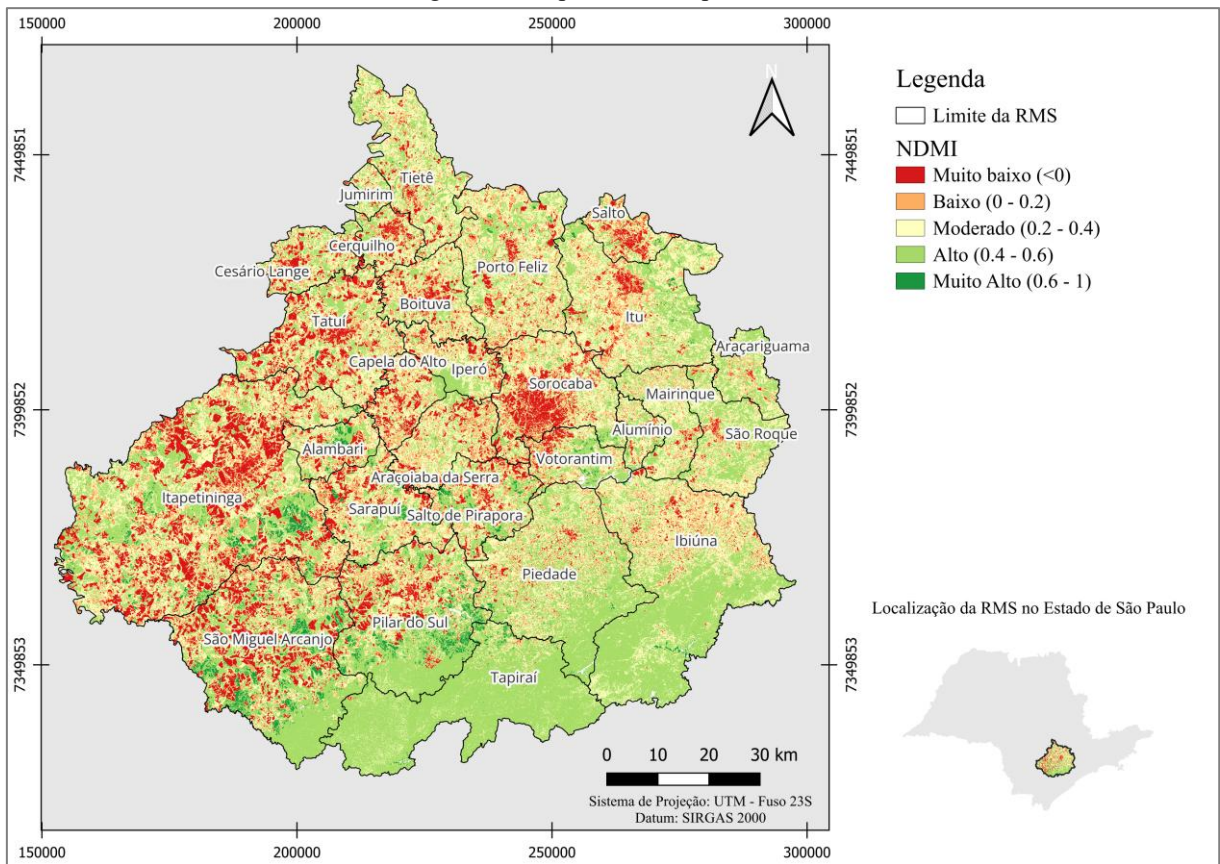 150000 200000 250000 300000
N
Legenda
Limite da RMS
NDMI
Muito baixo (<0)
Baixo (0 - 0.2)
Moderado (0.2 - 0.4)
Alto (0.4 - 0.6)
Muito Alto (0.6 - 1)
7449851 7449851
Tietê
Jumirim
Salto
Cerquilho
Cesário Lange
Porto Feliz
Boituva
Itu
Tatuí
Araçariguama
Capela do Alto
Iperó
Sorocaba
Mairinque
7399852 7399852
Alumínio
São Roque
Alambari
Votorantim
Araçoiaba da Serra
Itapetininga
Sarapuí
Salto de Pirapora
Ibiúna
Piedade
Localização da RMS no Estado de São Paulo
Pilar do Sul
São Miguel Arcanjo
7349853 7349853
Tapiraí
0 10 20 30 km
Sistema de Projeção: UTM - Fuso 23S
Datum: SIRGAS 2000
150000 200000 250000 300000